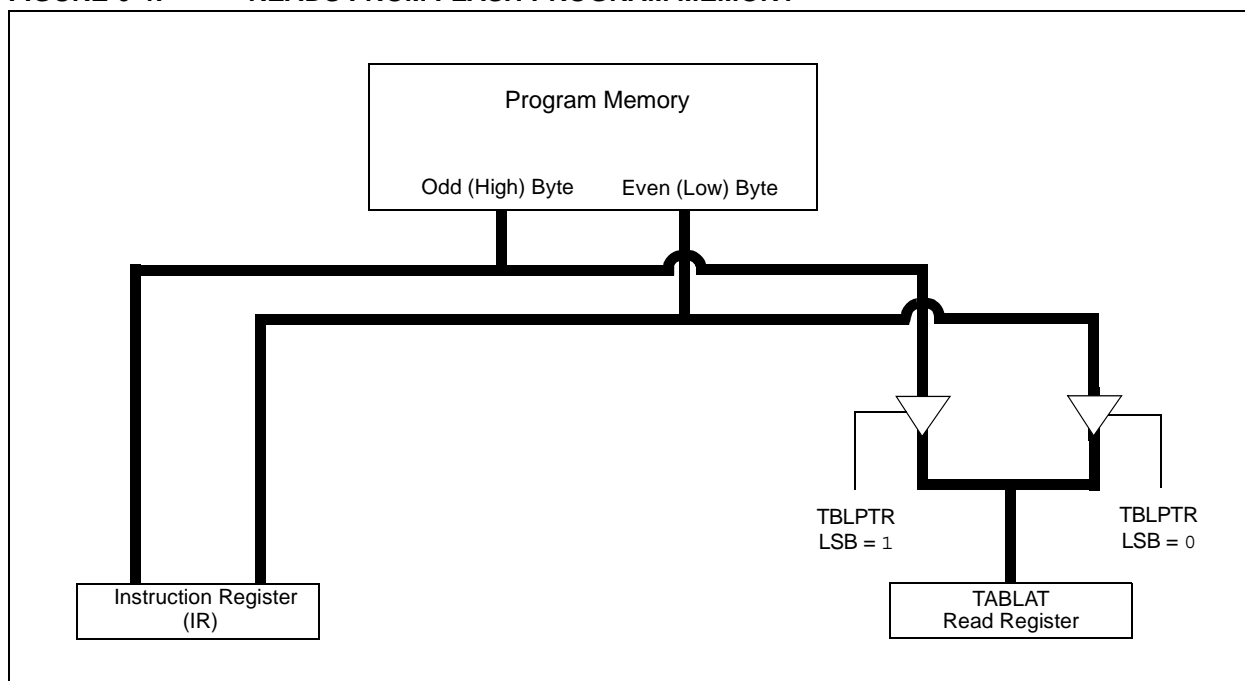 Program Memory
Odd (High) Byte Even (Low) Byte
TBLPTR
LSB = 1
TBLPTR
LSB = 0
Instruction Register
(IR)
TABLAT
Read Register